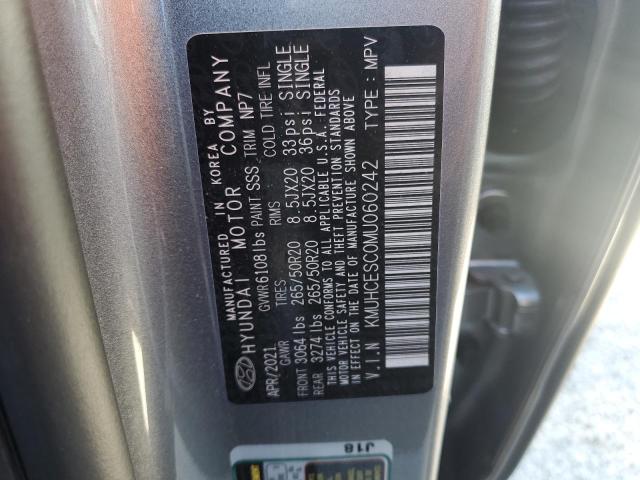 MANUFACTURED IN KOREA BY
HYUNDAI MOTOR COMPANY
APR/2021 GVWR 6108lbs PAINT SSS TRIM NP7
GAWR TIRES RIMS COLD TIRE INFL
FRONT 3064 lbs 265/50R20 8.5JX20 33psi SINGLE
REAR 3274 lbs 265/50R20 8.5JX20 36psi SINGLE
THIS VEHICLE CONFORMS TO ALL APPLICABLE U.S.A. FEDERAL
MOTOR VEHICLE SAFETY AND THEFT PREVENTION STANDARDS
IN EFFECT ON THE DATE OF MANUFACTURE SHOWN ABOVE
V.I.N KMUHCESC0MU060242 TYPE : MPV
J18